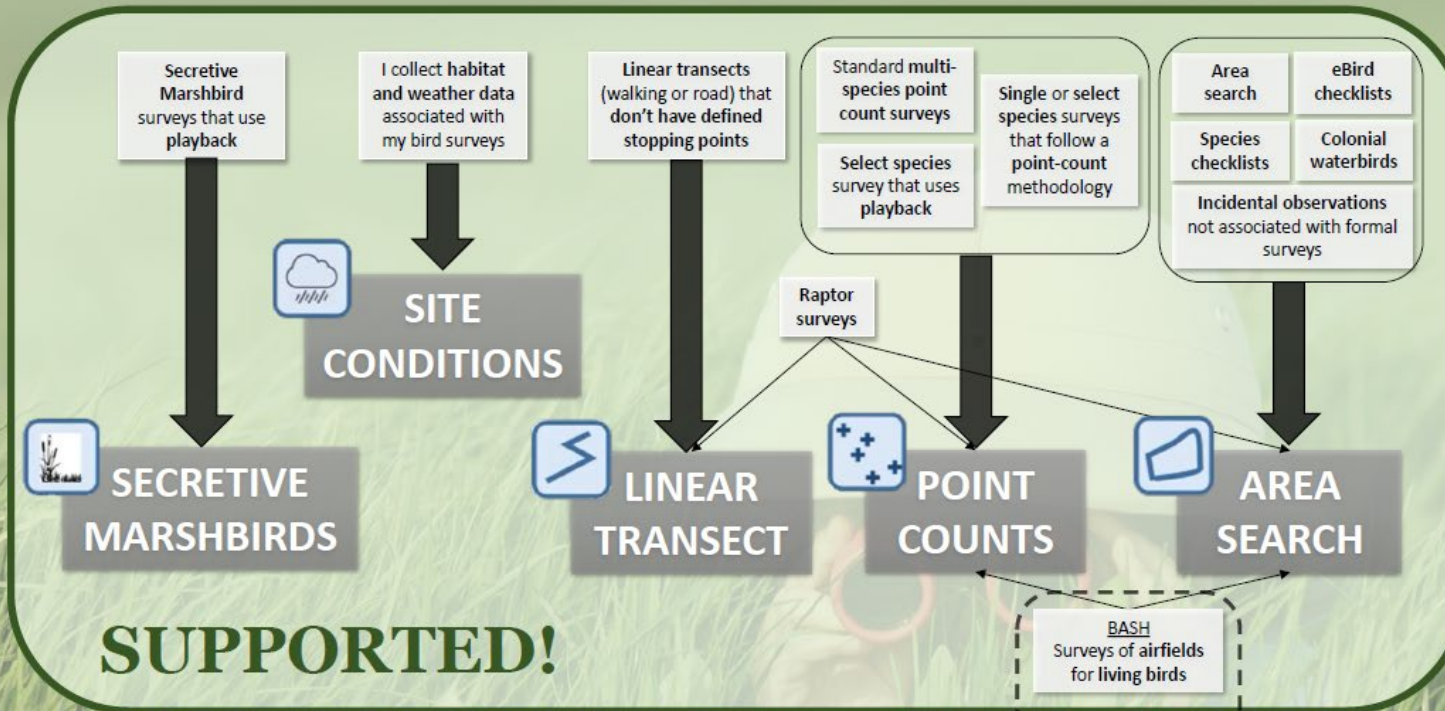 Secretive
Marshbird
surveys that use
playback
I collect habitat
and weather data
associated with
my bird surveys
Linear transects
(walking or road) that
don't have defined
stopping points
Standard multi-
species point
count surveys
Select species
survey that uses
playback
Single or select
species surveys
that follow a
point-count
methodology
Area
search
eBird
checklists
Species
checklists
Colonial
waterbirds
Incidental observations
not associated with formal
surveys
Raptor
surveys
SITE
CONDITIONS
SECRETIVE
MARSHBIRDS
LINEAR
TRANSECT
POINT
COUNTS
AREA
SEARCH
BASH
Surveys of airfields
for living birds
SUPPORTED!